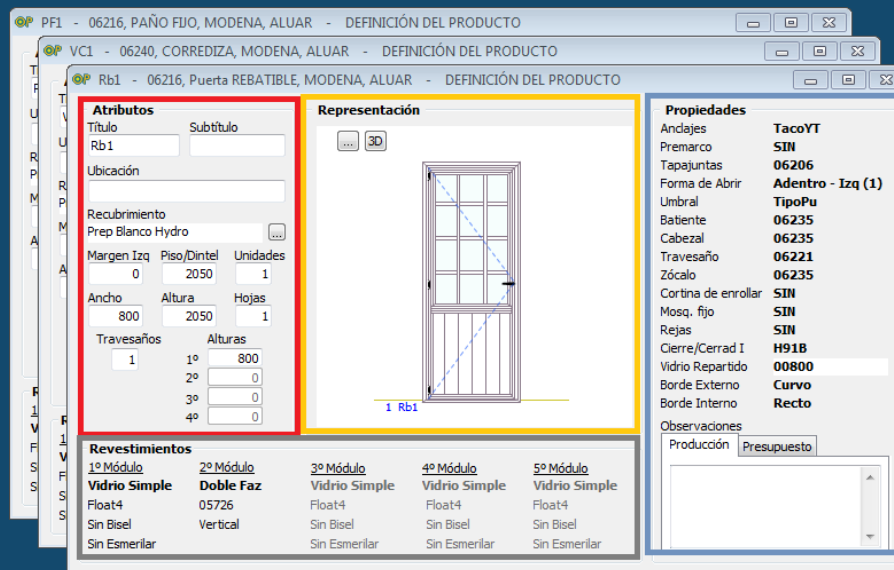 PF1 - 06216, PAÑO FIJO, MODENA, ALUAR - DEFINICIÓN DEL PRODUCTO
VC1 - 06240, CORREDIZA, MODENA, ALUAR - DEFINICIÓN DEL PRODUCTO
Rb1 - 06216, Puerta REBATIBLE, MODENA, ALUAR - DEFINICIÓN DEL PRODUCTO
Atributos
Título Subtítulo
Rb1
Ubicación
Recubrimiento
Prep Blanco Hydro ...
Margen Izq Piso/Dintel Unidades
0 2050 1
Ancho Altura Hojas
800 2050 1
Travesaños Alturas
1 1º 800
2º 0
3º 0
4º 0
Representación
... 3D
1 Rb1
Propiedades
Anclajes TacoYT
Premarco SIN
Tapajuntas 06206
Forma de Abrir Adentro - Izq (1)
Umbral TipoPu
Batiente 06235
Cabezal 06235
Travesaño 06221
Zócalo 06235
Cortina de enrollar SIN
Mosq. fijo SIN
Rejas SIN
Cierre/Cerrad I H91B
Vidrio Repartido 00800
Borde Externo Curvo
Borde Interno Recto
Observaciones
Producción Presupuesto
Revestimientos
1º Módulo 2º Módulo 3º Módulo 4º Módulo 5º Módulo
Vidrio Simple Doble Faz Vidrio Simple Vidrio Simple Vidrio Simple
Float4 05726 Float4 Float4 Float4
Sin Bisel Vertical Sin Bisel Sin Bisel Sin Bisel
Sin Esmerilar Sin Esmerilar Sin Esmerilar Sin Esmerilar